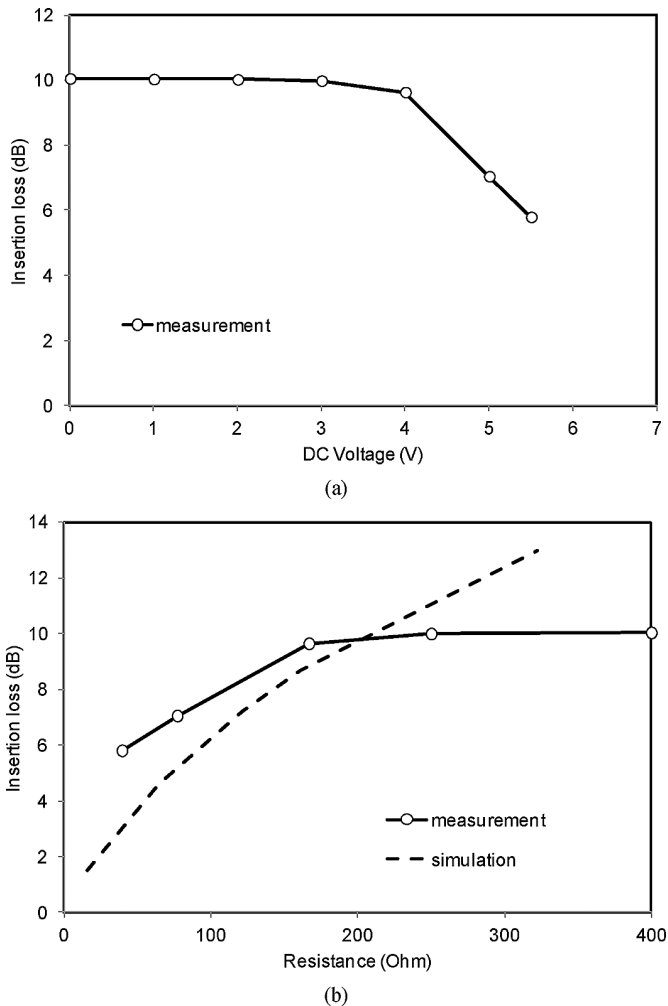 12
10
8
6
4
2
0
Insertion loss (dB)
measurement
0 1 2 3 4 5 6 7
DC Voltage (V)
(a)
14
12
10
8
6
4
2
0
Insertion loss (dB)
measurement
simulation
0 100 200 300 400
Resistance (Ohm)
(b)